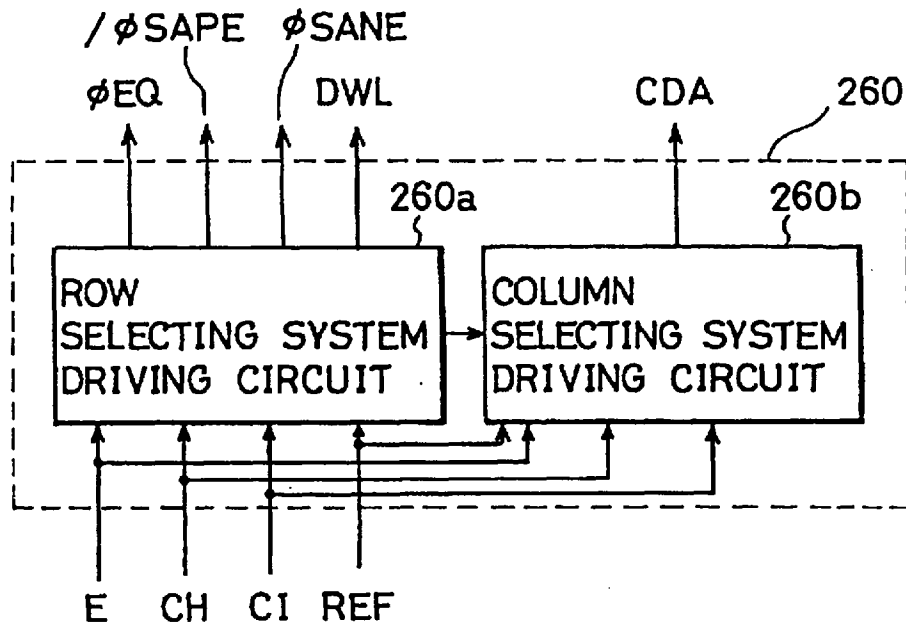 /φSAPE φSANE
φEQ DWL CDA 260
260a 260b
ROW
SELECTING SYSTEM
DRIVING CIRCUIT
COLUMN
SELECTING SYSTEM
DRIVING CIRCUIT
E CH CI REF